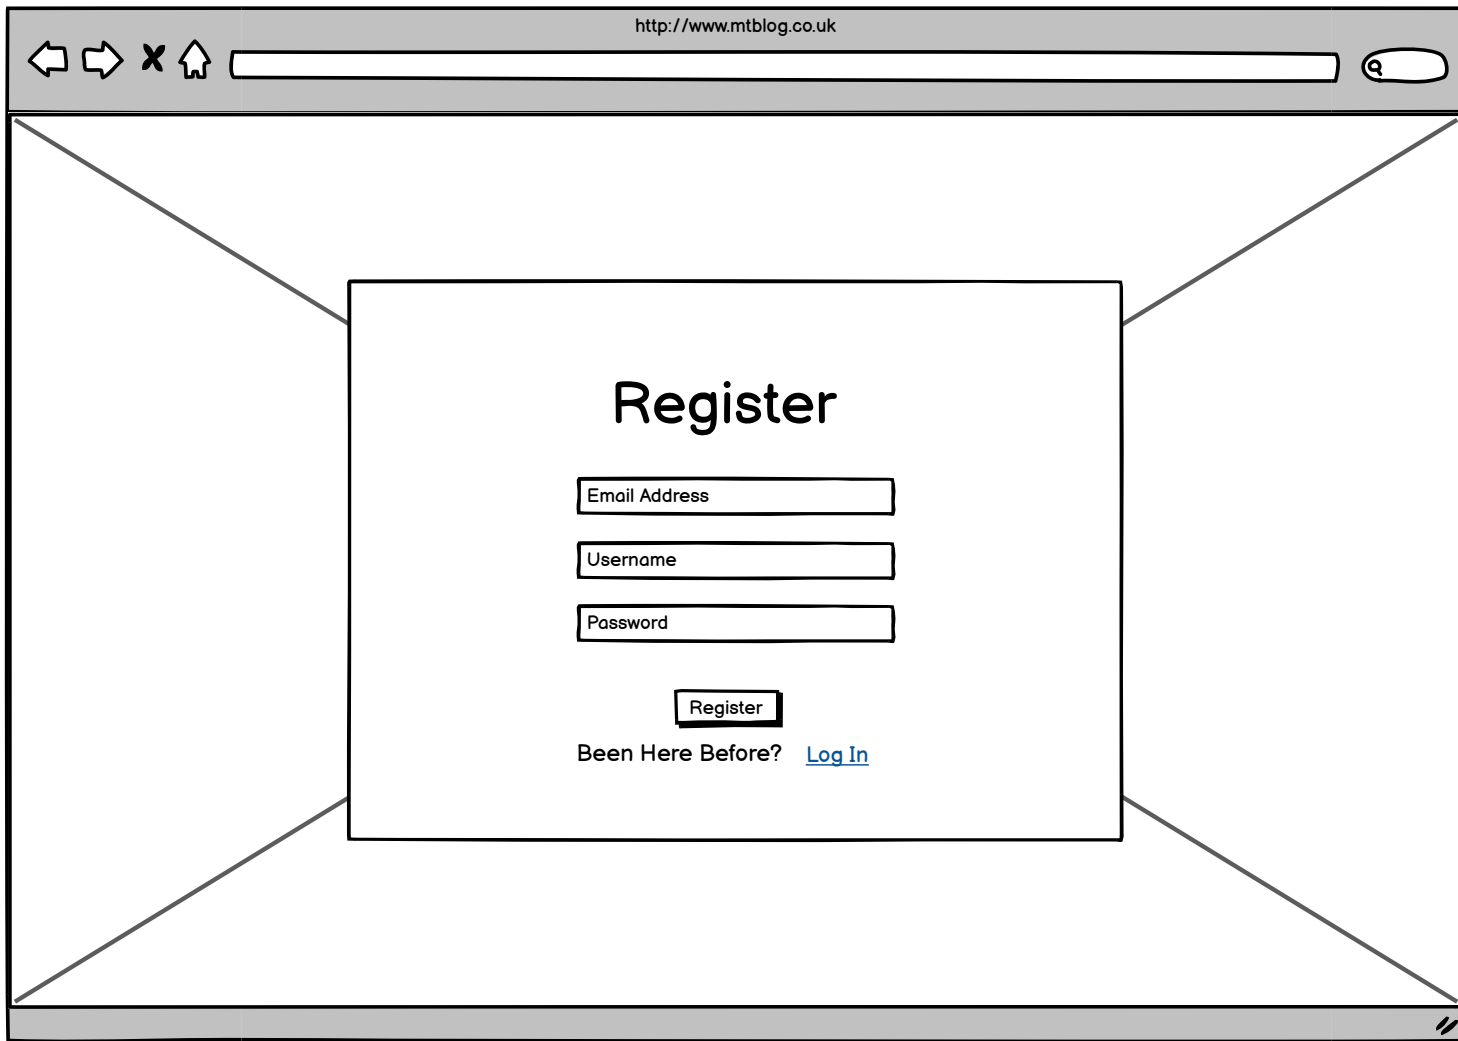 http://www.mtblog.co.uk
Register
Email Address
Username
Password
Register
Been Here Before? Log In